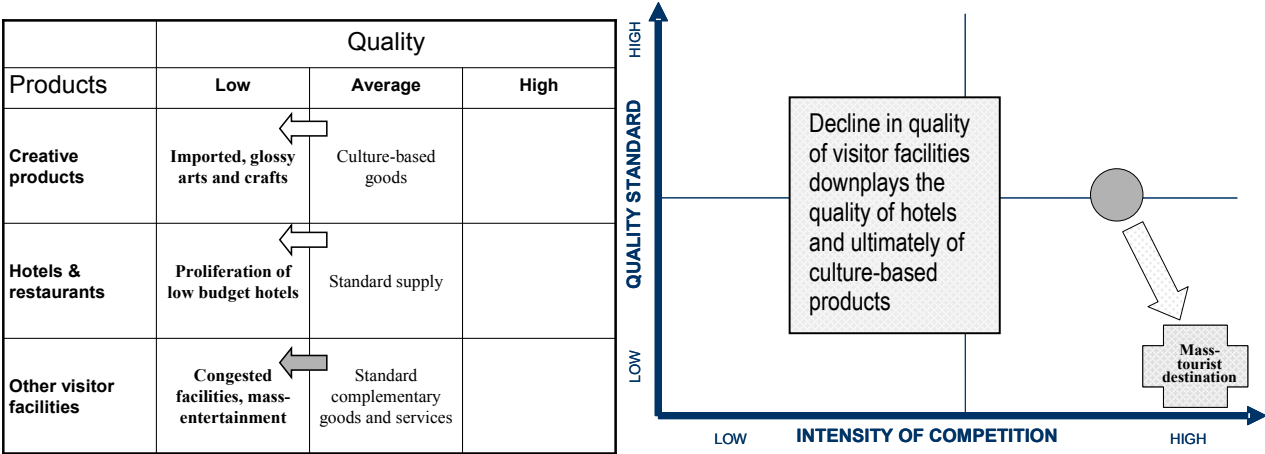 Quality
Products
Low
Average
High
Creative
products
Imported, glossy
arts and crafts
Culture-based
goods
Hotels &
restaurants
Proliferation of
low budget hotels
Standard supply
Other visitor
facilities
Congested
facilities, mass-
entertainment
Standard
complementary
goods and services
QUALITY STANDARD
HIGH
LOW
Decline in quality
of visitor facilities
downplays the
quality of hotels
and ultimately of
culture-based
products
Mass-
tourist
destination
LOW
INTENSITY OF COMPETITION
HIGH